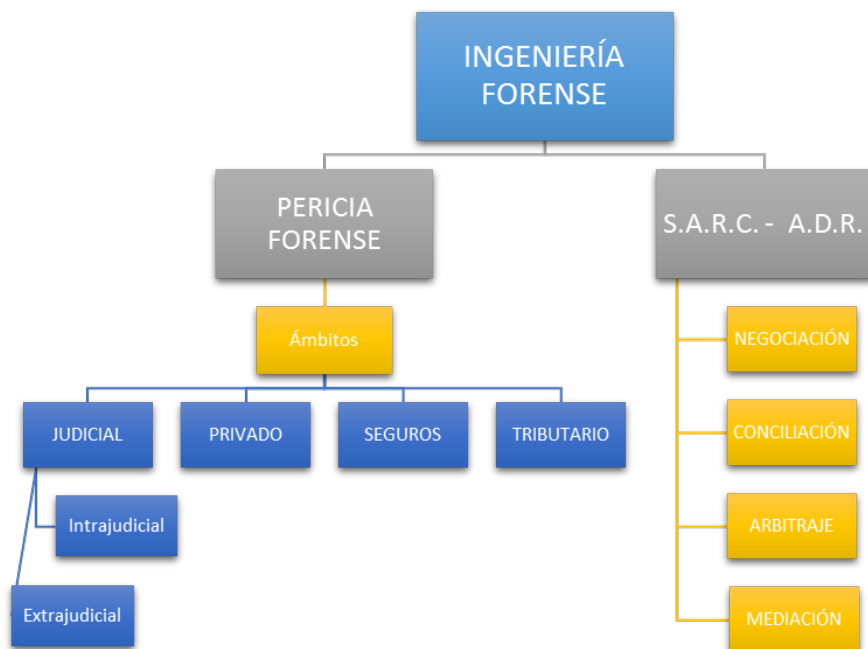 INGENIERÍA
FORENSE
PERICIA
FORENSE
S.A.R.C. - A.D.R.
Ámbitos
NEGOCIACIÓN
JUDICIAL
PRIVADO
SEGUROS
TRIBUTARIO
CONCILIACIÓN
Intrajudicial
ARBITRAJE
Extrajudicial
MEDIACIÓN